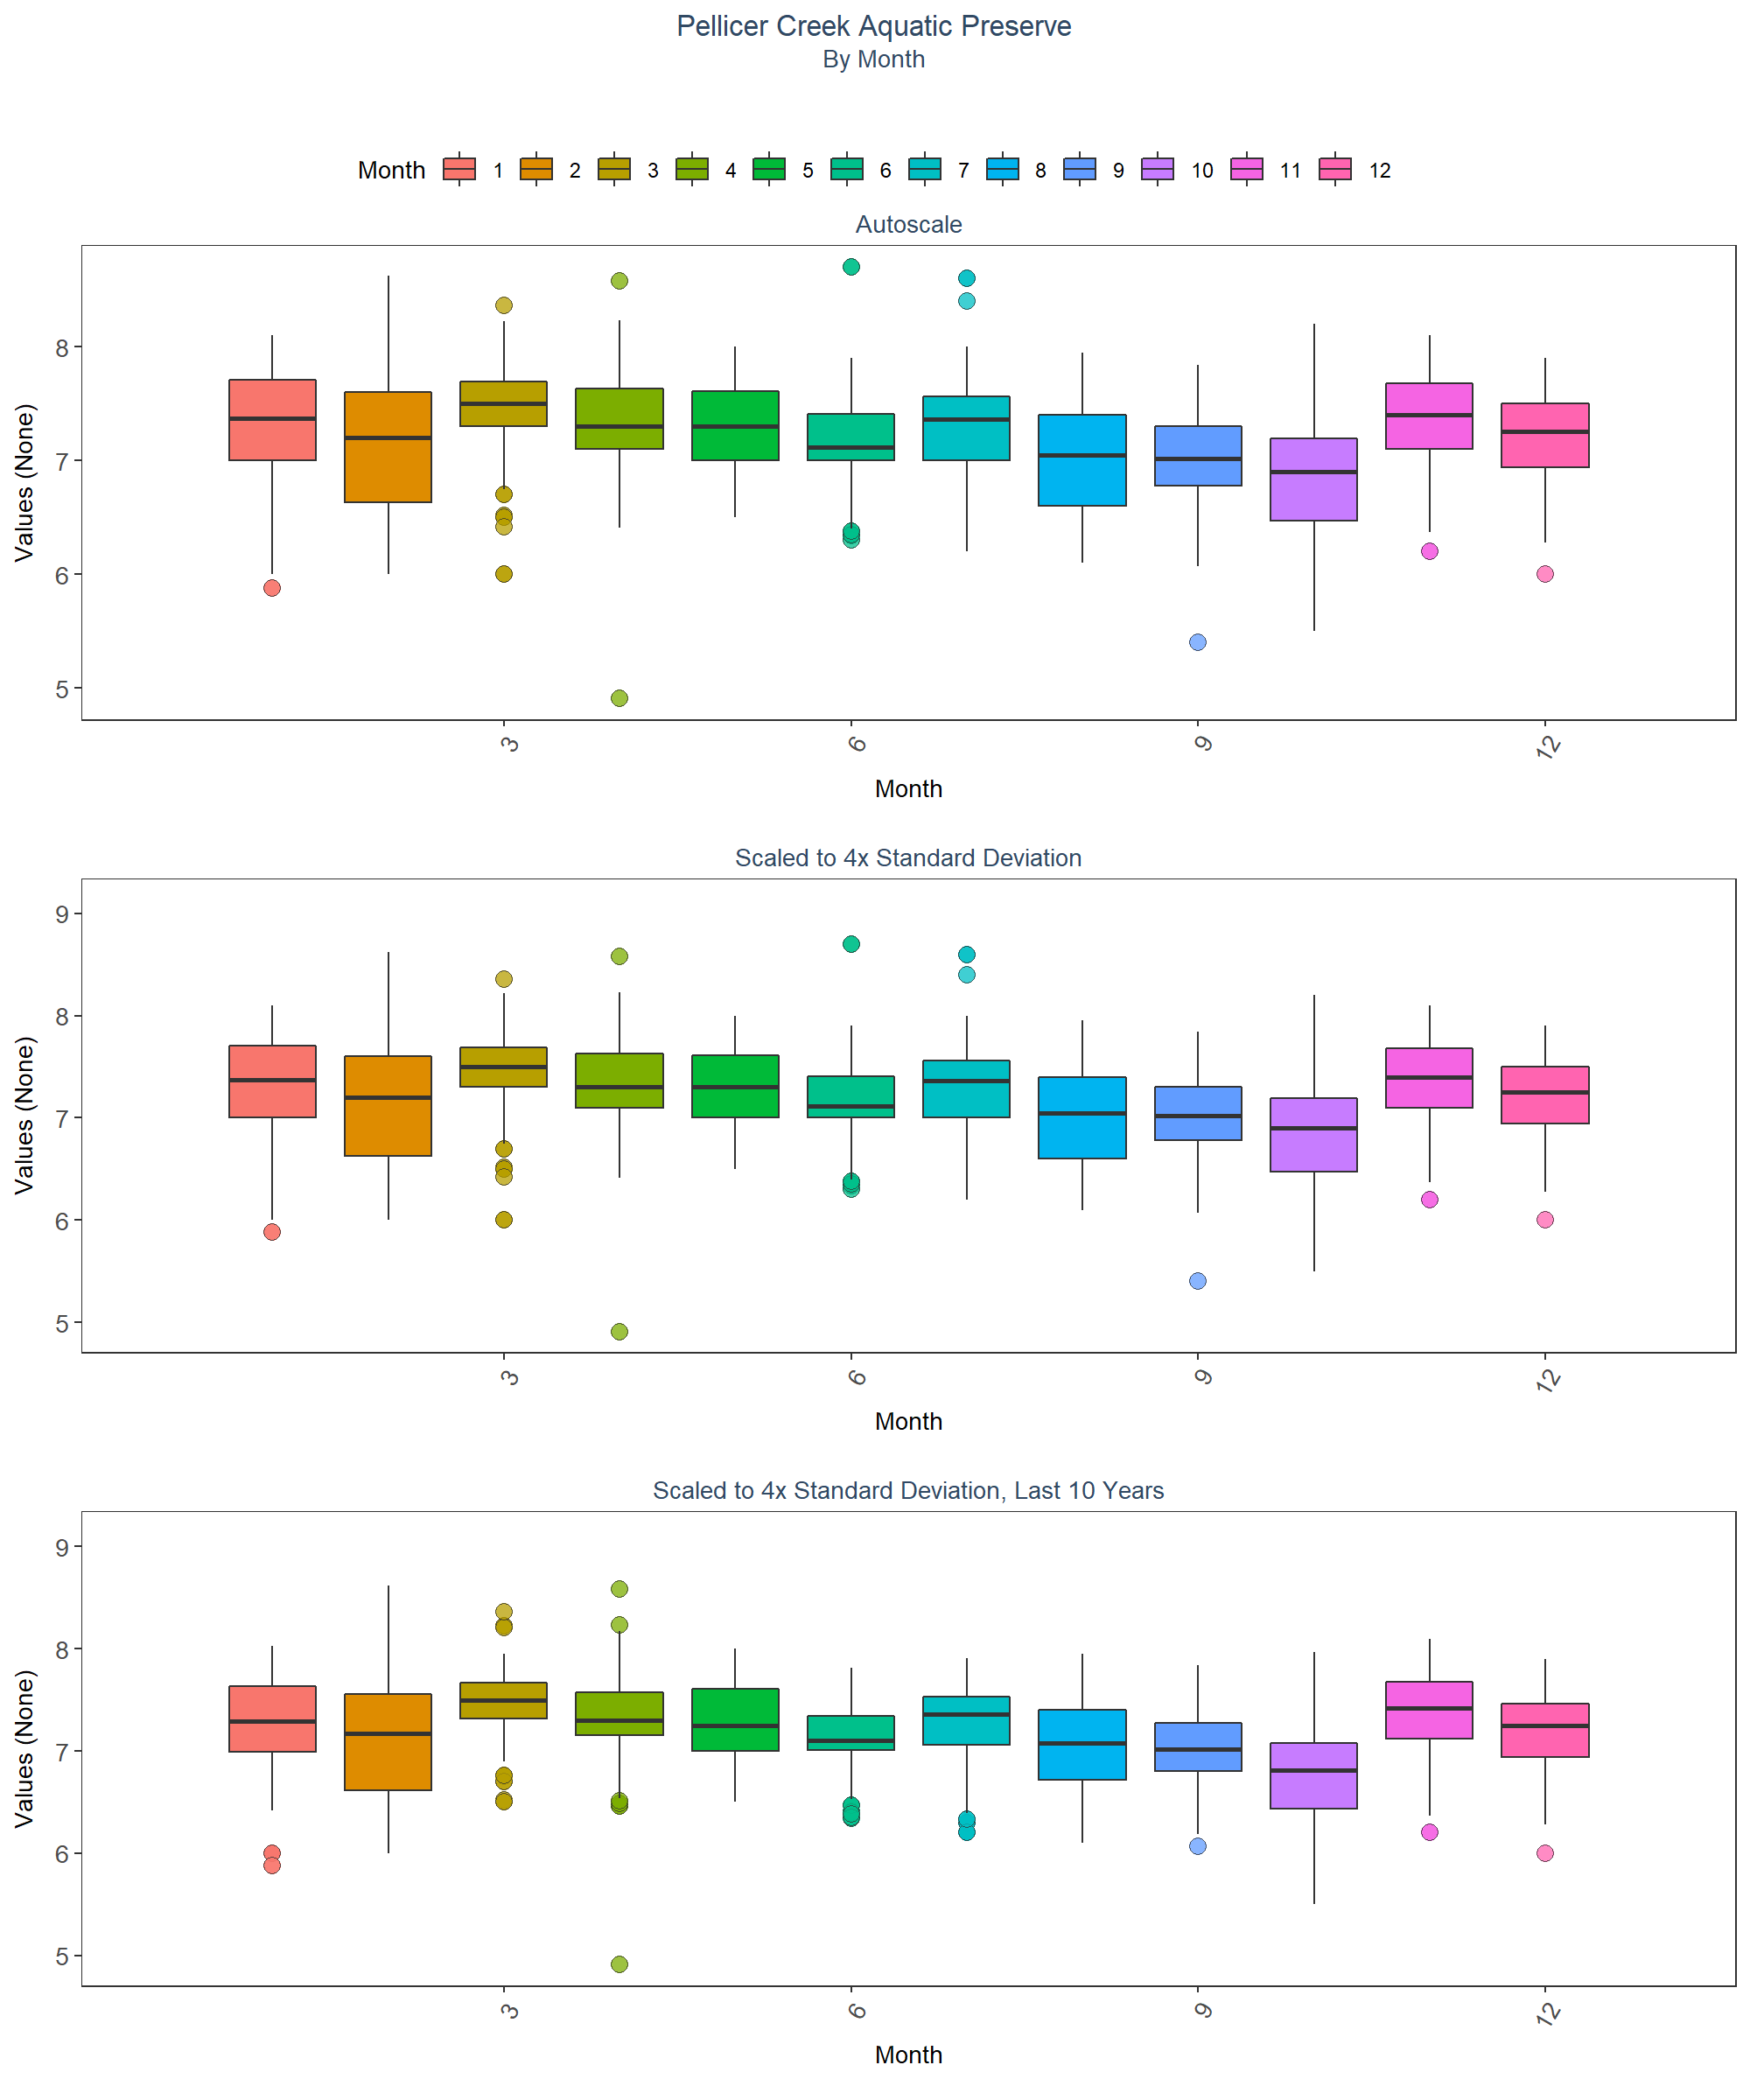 Pellicer Creek Aquatic Preserve
By Month
Month 1 2 3 4 5 6 7 8 9 10 11 12
Autoscale
Values (None)
8
7
6
5
3 6 9 12
Month
Scaled to 4x Standard Deviation
Values (None)
9
8
7
6
5
3 6 9 12
Month
Scaled to 4x Standard Deviation, Last 10 Years
Values (None)
9
8
7
6
5
3 6 9 12
Month